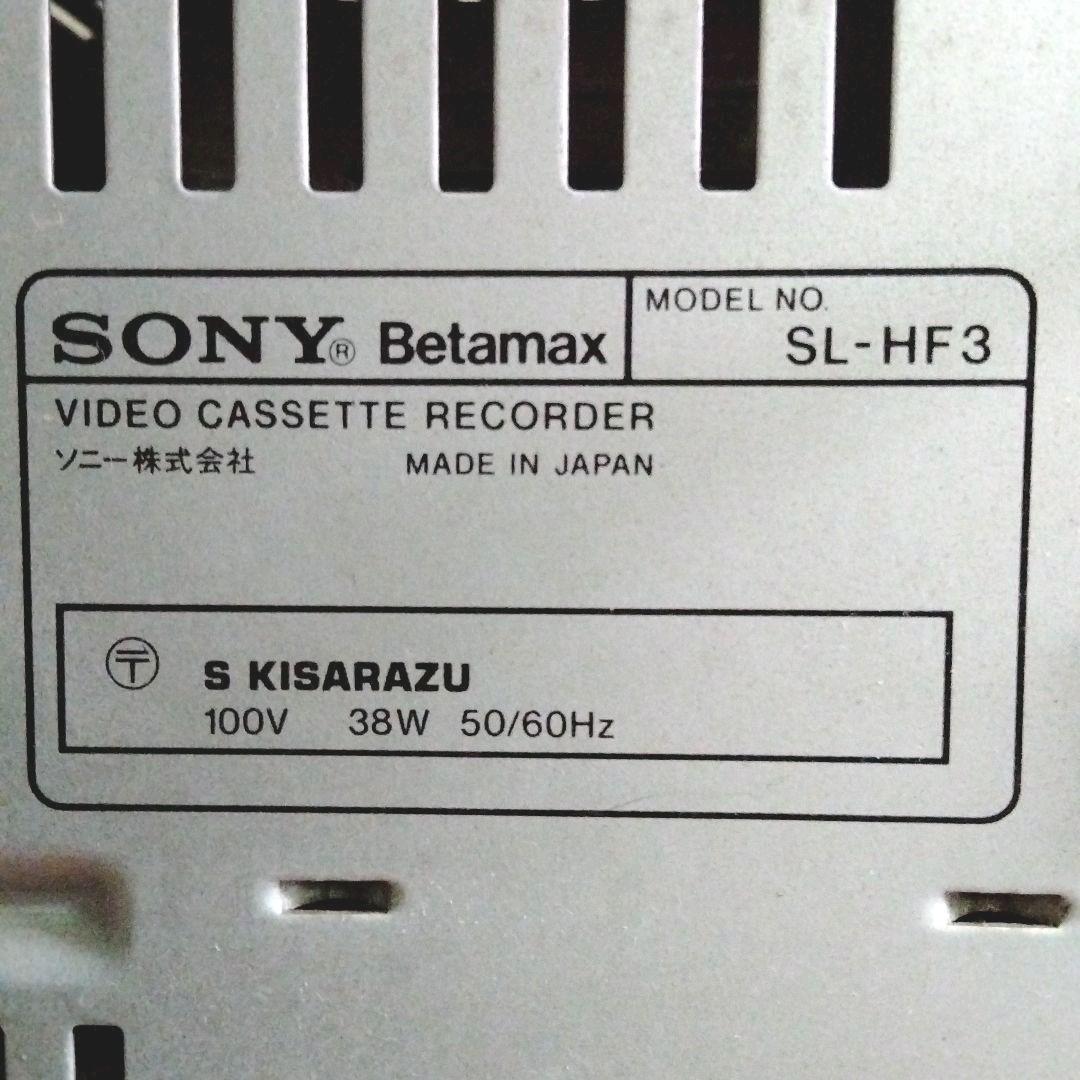 SONY® Betamax
MODEL NO.
SL-HF3
VIDEO CASSETTE RECORDER
ソニー株式会社 MADE IN JAPAN
〶 S KISARAZU
100V 38W 50/60Hz